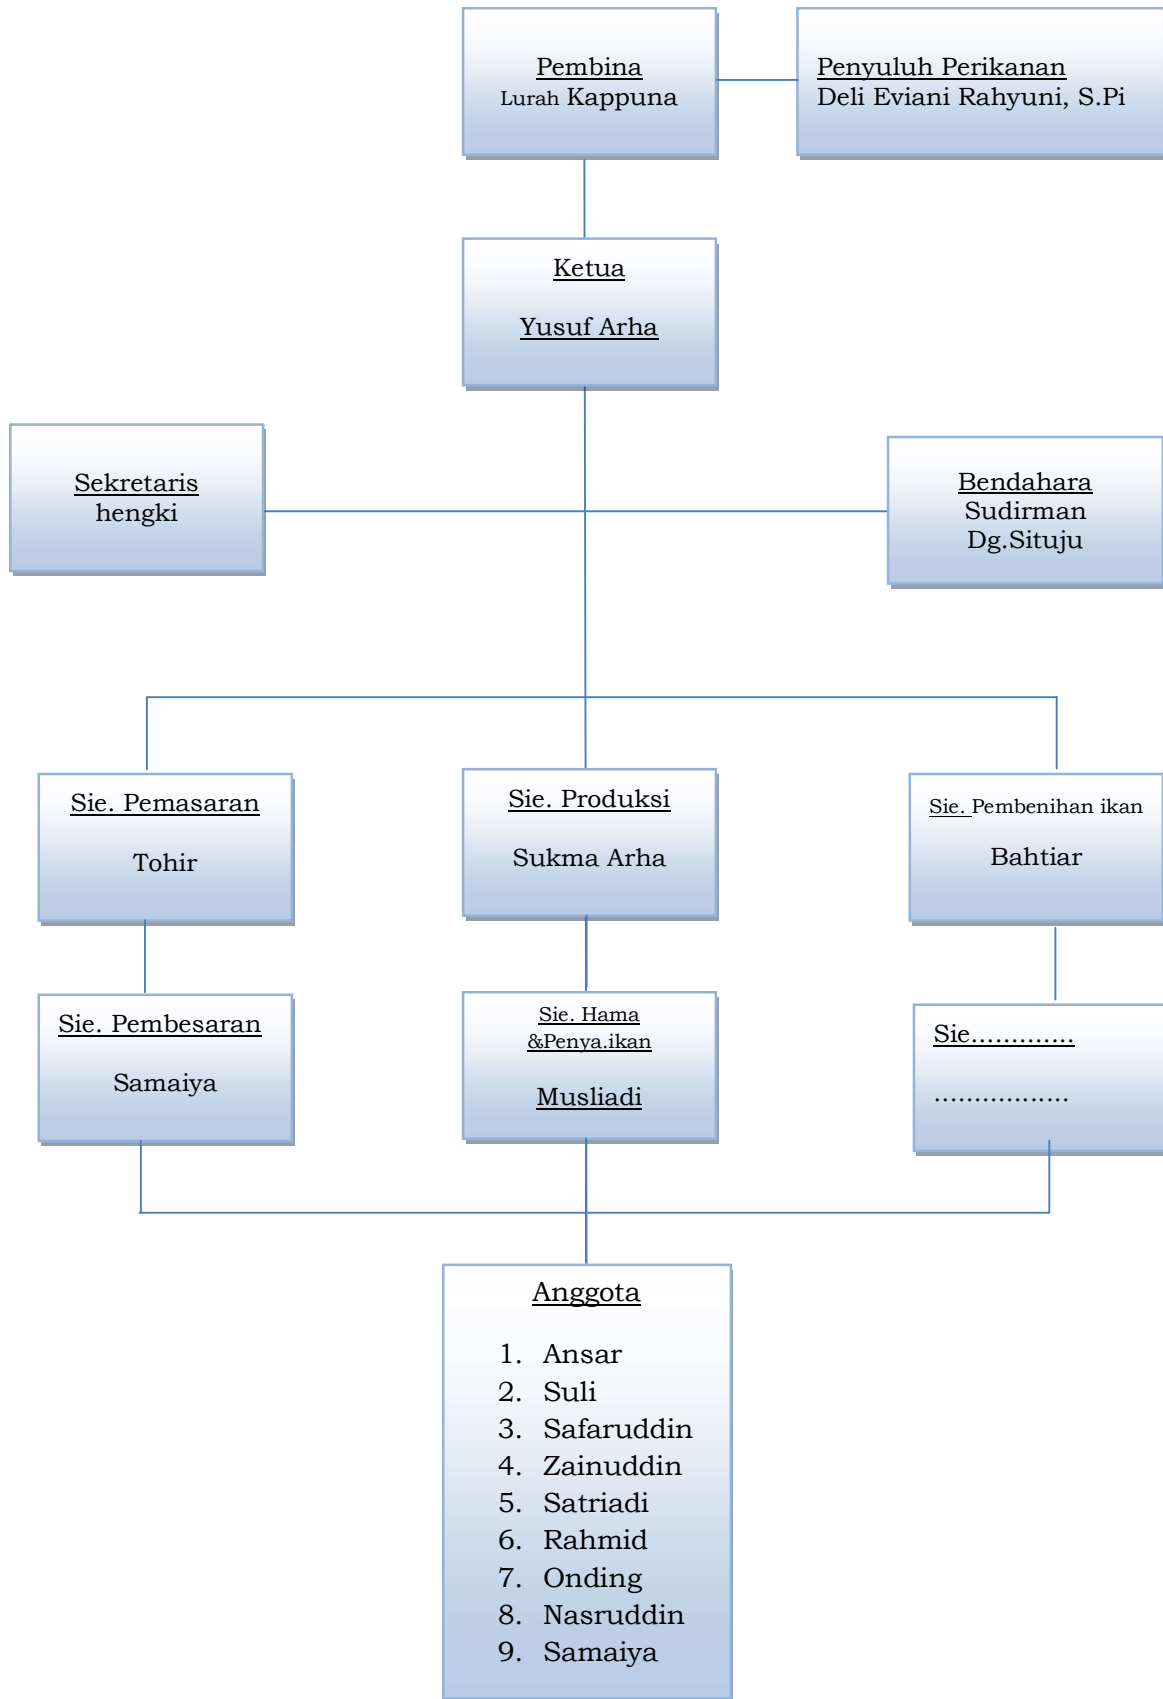 Pembina
Lurah Kappuna
Penyuluh Perikanan
Deli Eviani Rahyuni, S.Pi
Ketua
Yusuf Arha
Sekretaris
hengki
Bendahara
Sudirman
Dg.Situju
Sie. Pemasaran
Tohir
Sie. Produksi
Sukma Arha
Sie. Pembenihan ikan
Bahtiar
Sie. Pembesaran
Samaiya
Sie. Hama
&Penya.ikan
Musliadi
Sie.............
.................
Anggota
1. Ansar
2. Suli
3. Safaruddin
4. Zainuddin
5. Satriadi
6. Rahmid
7. Onding
8. Nasruddin
9. Samaiya